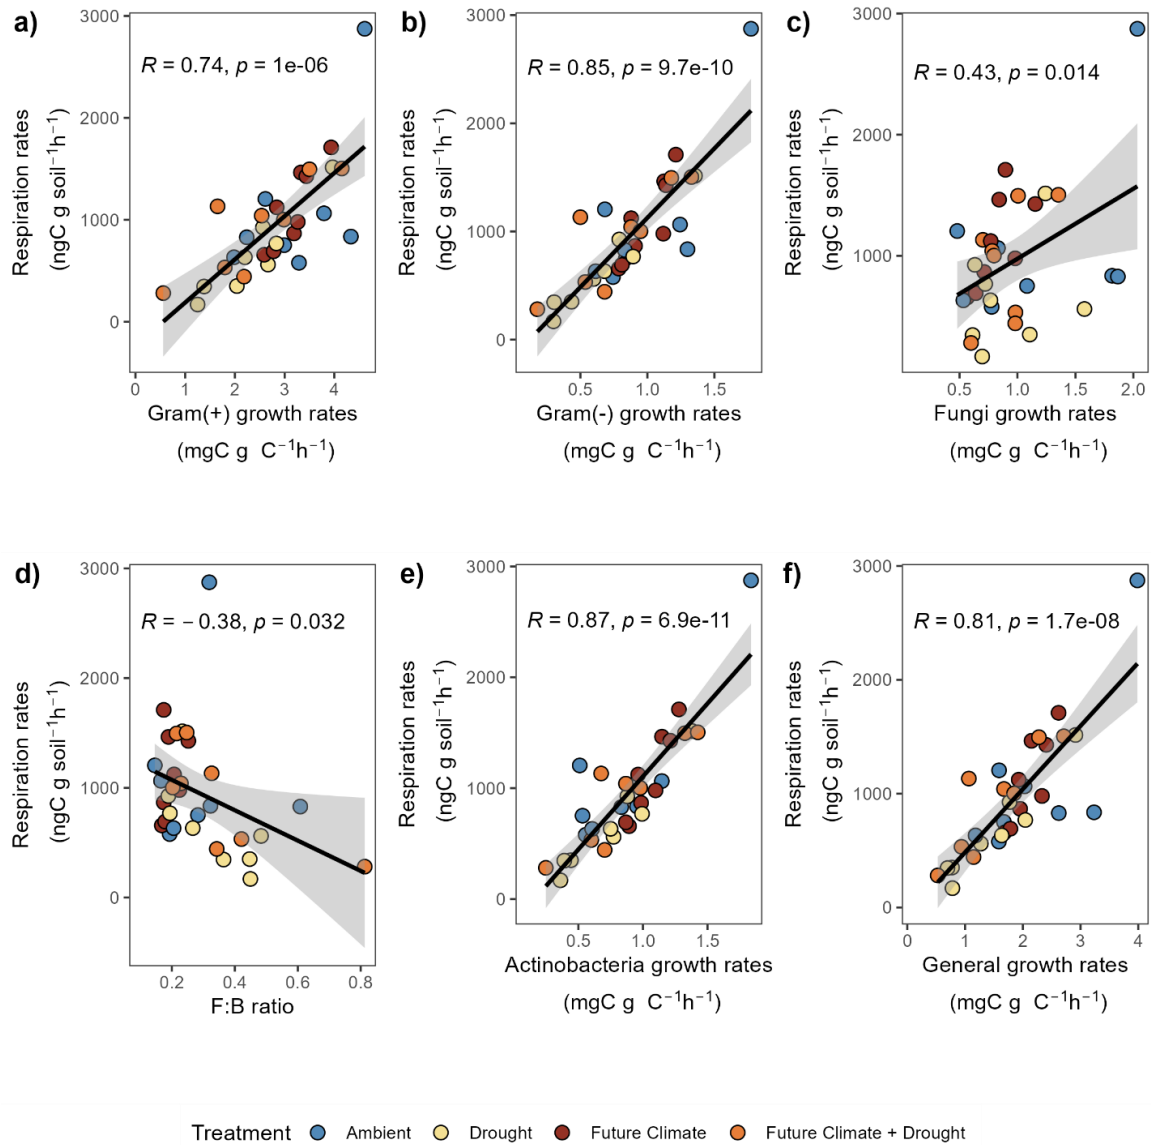 a)
R = 0.74, p = 1e-06
Respiration rates
(ngC g soil⁻¹h⁻¹)
3000
2000
1000
0
0 1 2 3 4
Gram(+) growth rates
(mgC g C⁻¹h⁻¹)
b)
R = 0.85, p = 9.7e-10
Respiration rates
(ngC g soil⁻¹h⁻¹)
3000
2000
1000
0
0.5 1.0 1.5
Gram(-) growth rates
(mgC g C⁻¹h⁻¹)
c)
R = 0.43, p = 0.014
Respiration rates
(ngC g soil⁻¹h⁻¹)
3000
2000
1000
0.5 1.0 1.5 2.0
Fungi growth rates
(mgC g C⁻¹h⁻¹)
d)
R = − 0.38, p = 0.032
Respiration rates
(ngC g soil⁻¹h⁻¹)
3000
2000
1000
0
0.2 0.4 0.6 0.8
F:B ratio
e)
R = 0.87, p = 6.9e-11
Respiration rates
(ngC g soil⁻¹h⁻¹)
3000
2000
1000
0
0.5 1.0 1.5
Actinobacteria growth rates
(mgC g C⁻¹h⁻¹)
f)
R = 0.81, p = 1.7e-08
Respiration rates
(ngC g soil⁻¹h⁻¹)
3000
2000
1000
0
0 1 2 3 4
General growth rates
(mgC g C⁻¹h⁻¹)
Treatment Ambient Drought Future Climate Future Climate + Drought